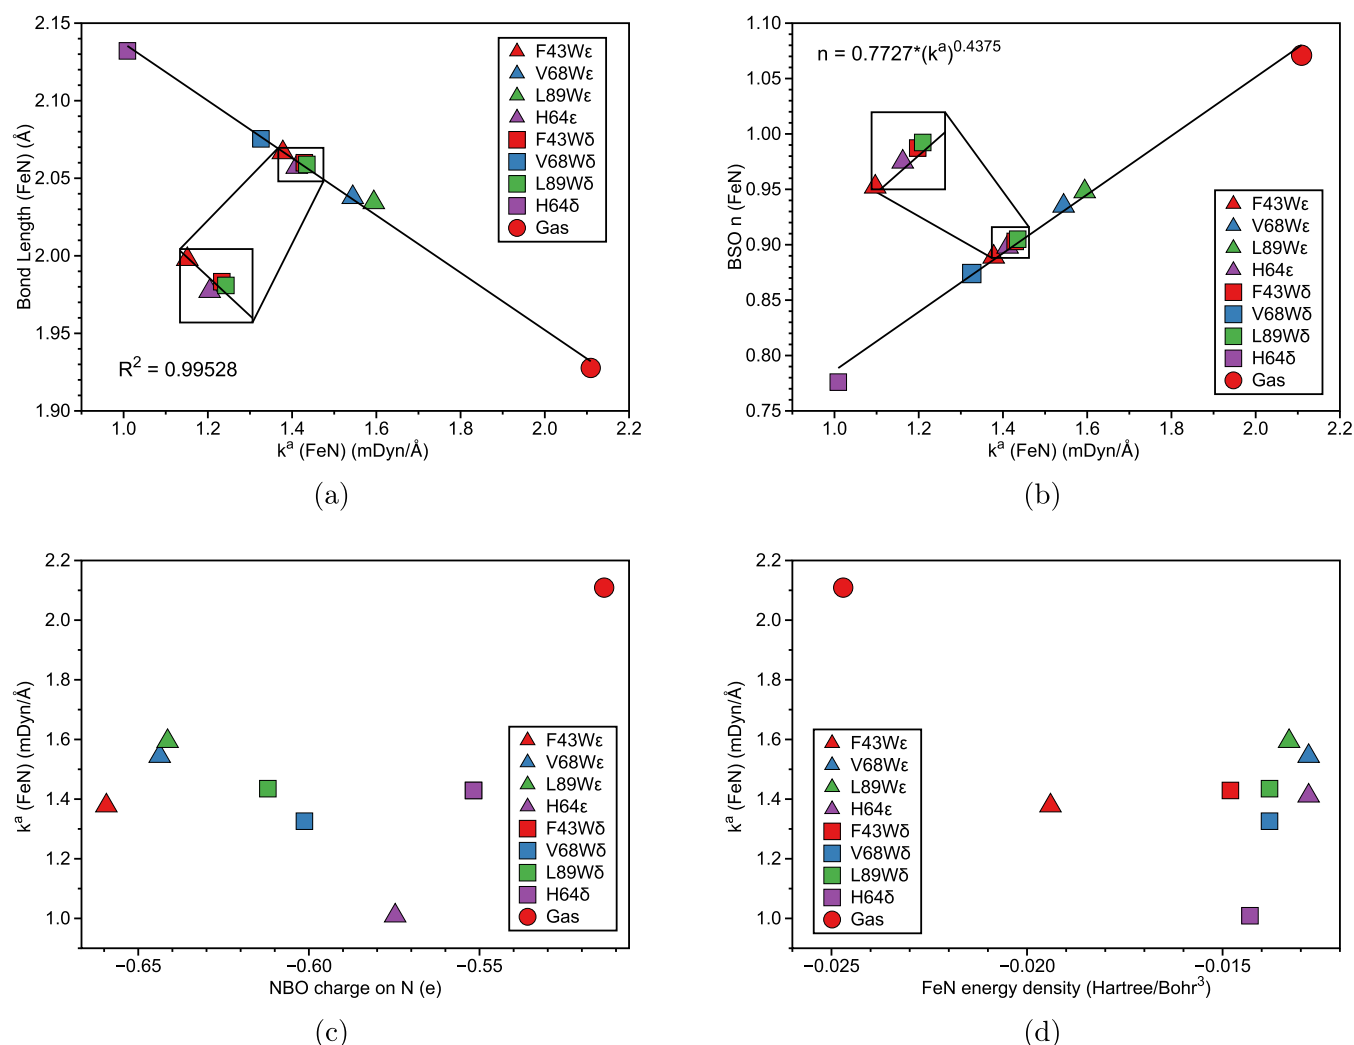 2.15
2.10
2.05
2.00
1.95
1.90
Bond Length (FeN) (Å)
F43Wε
V68Wε
L89Wε
H64ε
F43Wδ
V68Wδ
L89Wδ
H64δ
Gas
R² = 0.99528
1.0 1.2 1.4 1.6 1.8 2.0 2.2
kᵃ (FeN) (mDyn/Å)
(a)
1.10
1.05
1.00
0.95
0.90
0.85
0.80
0.75
BSO n (FeN)
n = 0.7727*(kᵃ)⁰·⁴³⁷⁵
F43Wε
V68Wε
L89Wε
H64ε
F43Wδ
V68Wδ
L89Wδ
H64δ
Gas
1.0 1.2 1.4 1.6 1.8 2.0 2.2
kᵃ (FeN) (mDyn/Å)
(b)
2.2
2.0
1.8
1.6
1.4
1.2
1.0
kᵃ (FeN) (mDyn/Å)
F43Wε
V68Wε
L89Wε
H64ε
F43Wδ
V68Wδ
L89Wδ
H64δ
Gas
−0.65 −0.60 −0.55
NBO charge on N (e)
(c)
2.2
2.0
1.8
1.6
1.4
1.2
1.0
kᵃ (FeN) (mDyn/Å)
F43Wε
V68Wε
L89Wε
H64ε
F43Wδ
V68Wδ
L89Wδ
H64δ
Gas
−0.025 −0.020 −0.015
FeN energy density (Hartree/Bohr³)
(d)